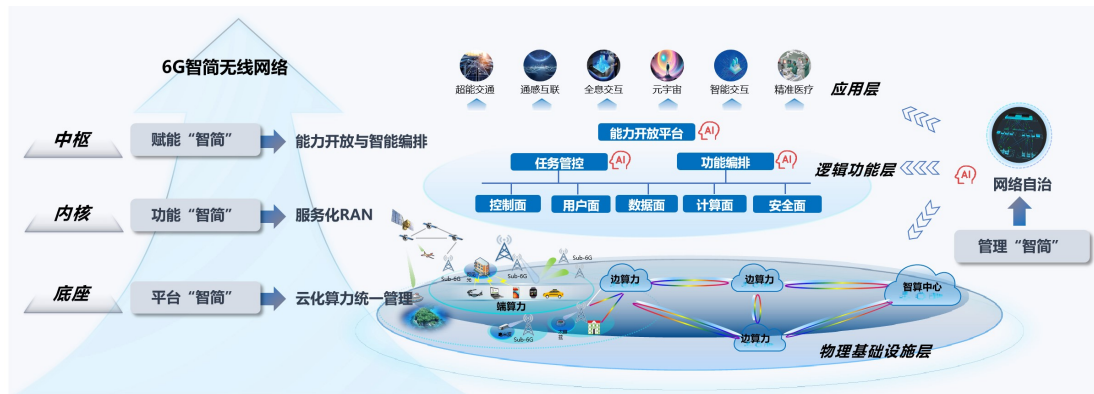 6G智简无线网络
中枢
赋能“智简”
能力开放与智能编排
内核
功能“智简”
服务化RAN
底座
平台“智简”
云化算力统一管理
超能交通
通感互联
全息交互
元宇宙
智能交互
精准医疗
应用层
能力开放平台
AI
任务管控
AI
功能编排
AI
逻辑功能层
控制面
用户面
数据面
计算面
安全面
AI
网络自治
管理“智简”
Sub-6G
Sub-6G
Sub-6G
端算力
Sub-6G
边算力
边算力
边算力
智算中心
物理基础设施层